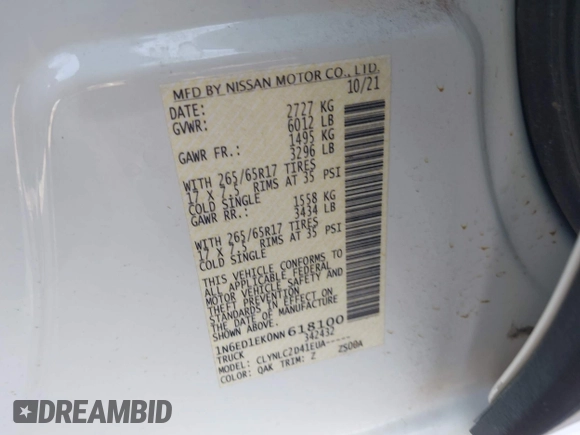 MFD BY NISSAN MOTOR CO., LTD.
DATE: 10/21
GVWR: 2727 KG
6012 LB
GAWR FR.: 1495 KG
3296 LB
WITH 265/65R17 TIRES
17 X 7.5 RIMS AT 35 PSI
COLD SINGLE
GAWR RR.: 1558 KG
3434 LB
WITH 265/65R17 TIRES
17 X 7.5 RIMS AT 35 PSI
COLD SINGLE
THIS VEHICLE CONFORMS TO
ALL APPLICABLE FEDERAL
MOTOR VEHICLE SAFETY AND
THEFT PREVENTION
STANDARDS IN EFFECT ON
THE DATE OF MANUFACTURE
SHOWN ABOVE.
1N6ED1EK0NN618100
TRUCK 342432
MODEL: CLYNLC2D41EUA-----
COLOR: QAK TRIM: Z ZS00A
DREAMBID